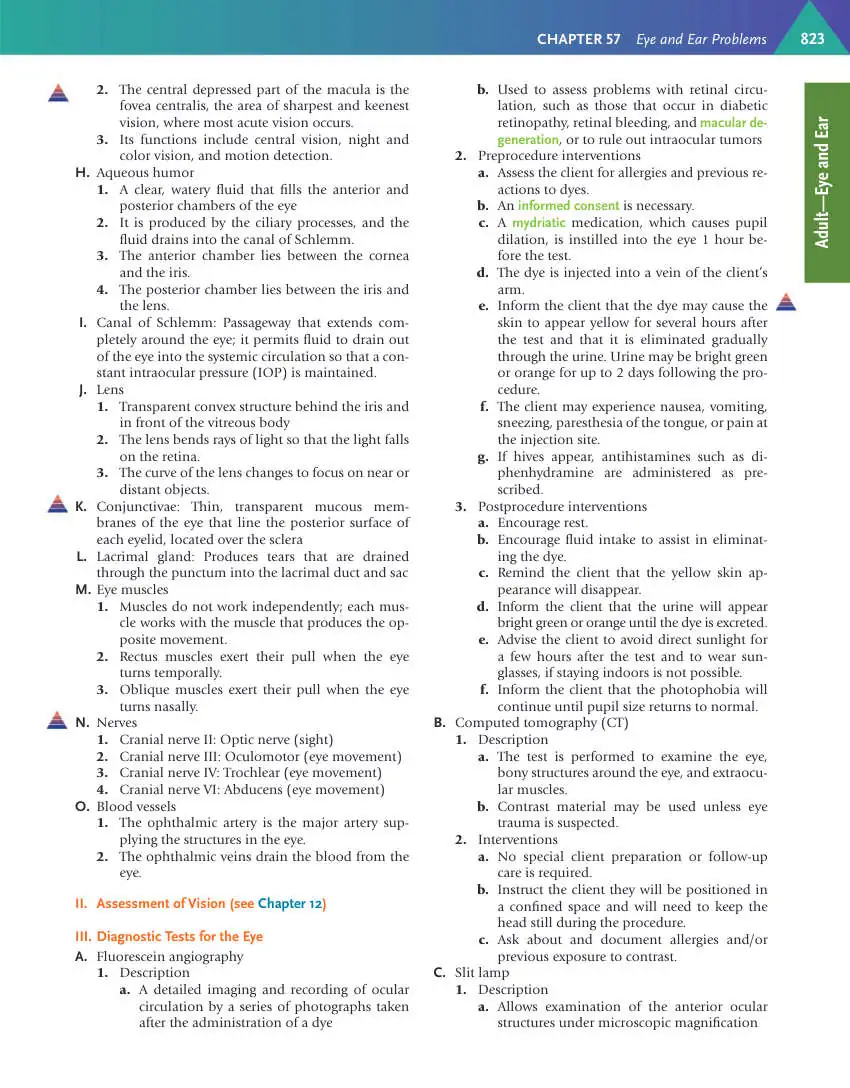 CHAPTER 57 Eye and Ear Problems 823
2. The central depressed part of the macula is the
fovea centralis, the area of sharpest and keenest
vision, where most acute vision occurs.
3. Its functions include central vision, night and
color vision, and motion detection.
H. Aqueous humor
1. A clear, watery fluid that fills the anterior and
posterior chambers of the eye
2. It is produced by the ciliary processes, and the
fluid drains into the canal of Schlemm.
3. The anterior chamber lies between the cornea
and the iris.
4. The posterior chamber lies between the iris and
the lens.
I. Canal of Schlemm: Passageway that extends com-
pletely around the eye; it permits fluid to drain out
of the eye into the systemic circulation so that a con-
stant intraocular pressure (IOP) is maintained.
J. Lens
1. Transparent convex structure behind the iris and
in front of the vitreous body
2. The lens bends rays of light so that the light falls
on the retina.
3. The curve of the lens changes to focus on near or
distant objects.
K. Conjunctivae: Thin, transparent mucous mem-
branes of the eye that line the posterior surface of
each eyelid, located over the sclera
L. Lacrimal gland: Produces tears that are drained
through the punctum into the lacrimal duct and sac
M. Eye muscles
1. Muscles do not work independently; each mus-
cle works with the muscle that produces the op-
posite movement.
2. Rectus muscles exert their pull when the eye
turns temporally.
3. Oblique muscles exert their pull when the eye
turns nasally.
N. Nerves
1. Cranial nerve II: Optic nerve (sight)
2. Cranial nerve III: Oculomotor (eye movement)
3. Cranial nerve IV: Trochlear (eye movement)
4. Cranial nerve VI: Abducens (eye movement)
O. Blood vessels
1. The ophthalmic artery is the major artery sup-
plying the structures in the eye.
2. The ophthalmic veins drain the blood from the
eye.
II. Assessment of Vision (see Chapter 12)
III. Diagnostic Tests for the Eye
A. Fluorescein angiography
1. Description
a. A detailed imaging and recording of ocular
circulation by a series of photographs taken
after the administration of a dye
b. Used to assess problems with retinal circu-
lation, such as those that occur in diabetic
retinopathy, retinal bleeding, and macular de-
generation, or to rule out intraocular tumors
2. Preprocedure interventions
a. Assess the client for allergies and previous re-
actions to dyes.
b. An informed consent is necessary.
c. A mydriatic medication, which causes pupil
dilation, is instilled into the eye 1 hour be-
fore the test.
d. The dye is injected into a vein of the client's
arm.
e. Inform the client that the dye may cause the
skin to appear yellow for several hours after
the test and that it is eliminated gradually
through the urine. Urine may be bright green
or orange for up to 2 days following the pro-
cedure.
f. The client may experience nausea, vomiting,
sneezing, paresthesia of the tongue, or pain at
the injection site.
g. If hives appear, antihistamines such as di-
phenhydramine are administered as pre-
scribed.
3. Postprocedure interventions
a. Encourage rest.
b. Encourage fluid intake to assist in eliminat-
ing the dye.
c. Remind the client that the yellow skin ap-
pearance will disappear.
d. Inform the client that the urine will appear
bright green or orange until the dye is excreted.
e. Advise the client to avoid direct sunlight for
a few hours after the test and to wear sun-
glasses, if staying indoors is not possible.
f. Inform the client that the photophobia will
continue until pupil size returns to normal.
B. Computed tomography (CT)
1. Description
a. The test is performed to examine the eye,
bony structures around the eye, and extraocu-
lar muscles.
b. Contrast material may be used unless eye
trauma is suspected.
2. Interventions
a. No special client preparation or follow-up
care is required.
b. Instruct the client they will be positioned in
a confined space and will need to keep the
head still during the procedure.
c. Ask about and document allergies and/or
previous exposure to contrast.
C. Slit lamp
1. Description
a. Allows examination of the anterior ocular
structures under microscopic magnification
Adult—Eye and Ear